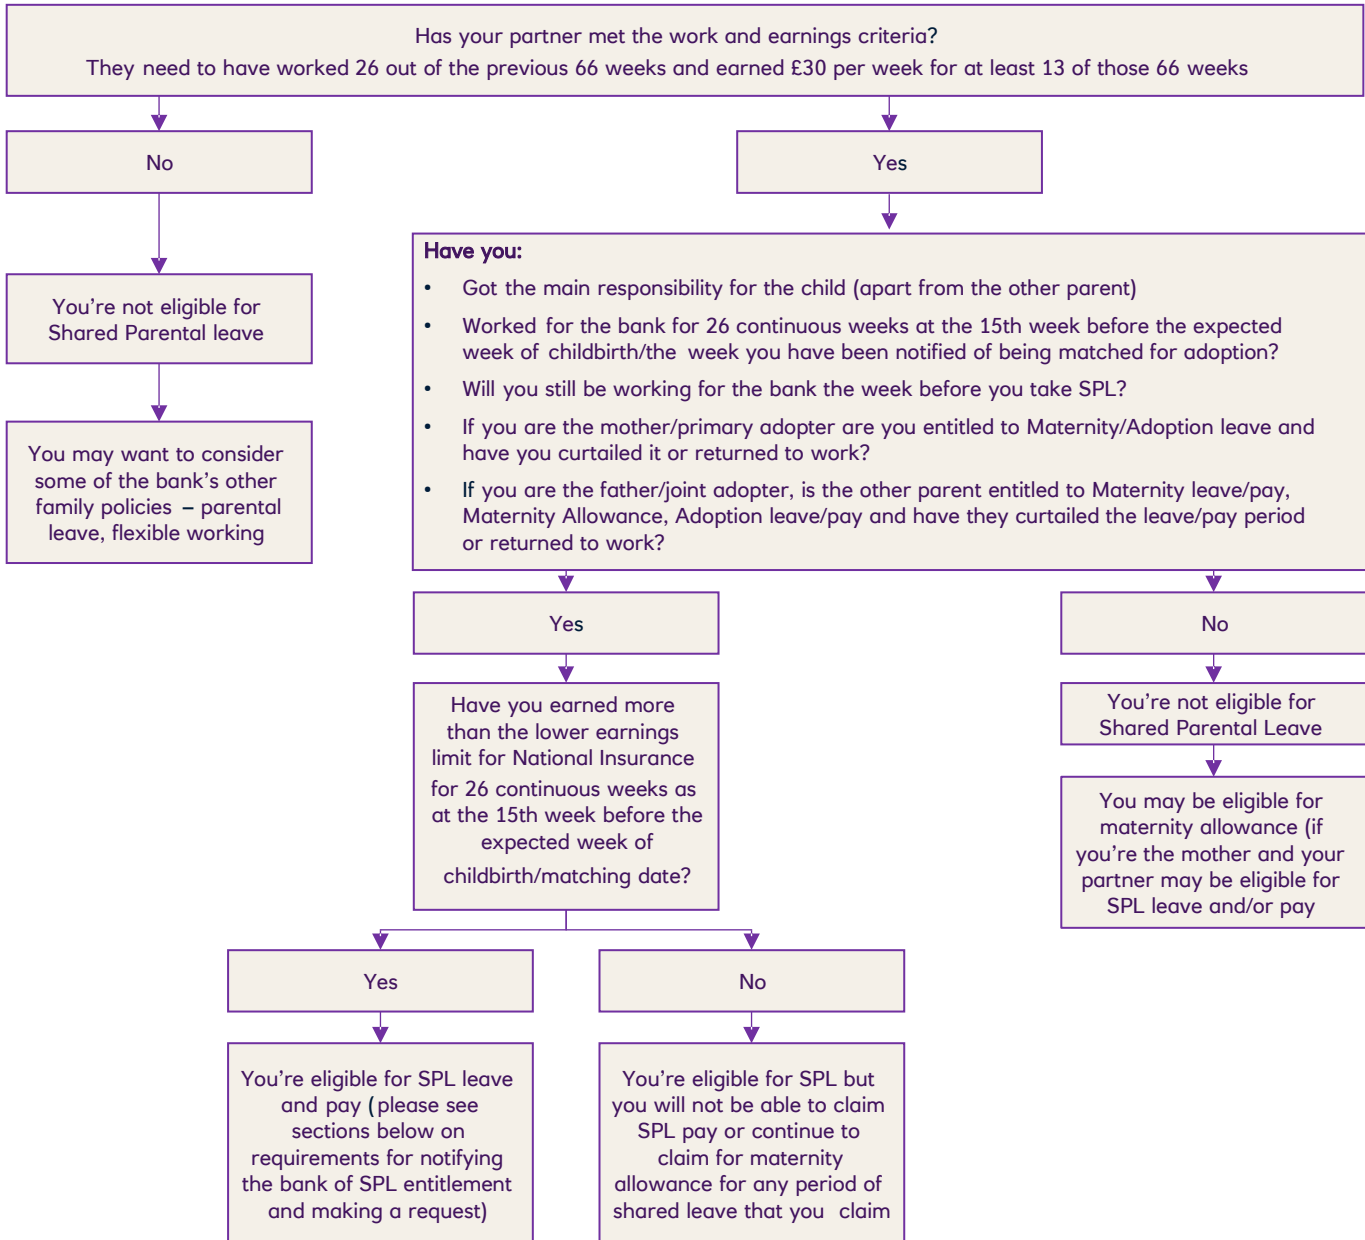 Has your partner met the work and earnings criteria?
They need to have worked 26 out of the previous 66 weeks and earned £30 per week for at least 13 of those 66 weeks
No
Yes
You’re not eligible for
Shared Parental leave
You may want to consider
some of the bank’s other
family policies – parental
leave, flexible working
Have you:
• Got the main responsibility for the child (apart from the other parent)
• Worked for the bank for 26 continuous weeks at the 15th week before the expected
week of childbirth/the week you have been notified of being matched for adoption?
• Will you still be working for the bank the week before you take SPL?
• If you are the mother/primary adopter are you entitled to Maternity/Adoption leave and
have you curtailed it or returned to work?
• If you are the father/joint adopter, is the other parent entitled to Maternity leave/pay,
Maternity Allowance, Adoption leave/pay and have they curtailed the leave/pay period
or returned to work?
Yes
No
Have you earned more
than the lower earnings
limit for National Insurance
for 26 continuous weeks as
at the 15th week before the
expected week of
childbirth/matching date?
You’re not eligible for
Shared Parental Leave
You may be eligible for
maternity allowance (if
you’re the mother and your
partner may be eligible for
SPL leave and/or pay
Yes
No
You’re eligible for SPL leave
and pay (please see
sections below on
requirements for notifying
the bank of SPL entitlement
and making a request)
You’re eligible for SPL but
you will not be able to claim
SPL pay or continue to
claim for maternity
allowance for any period of
shared leave that you claim